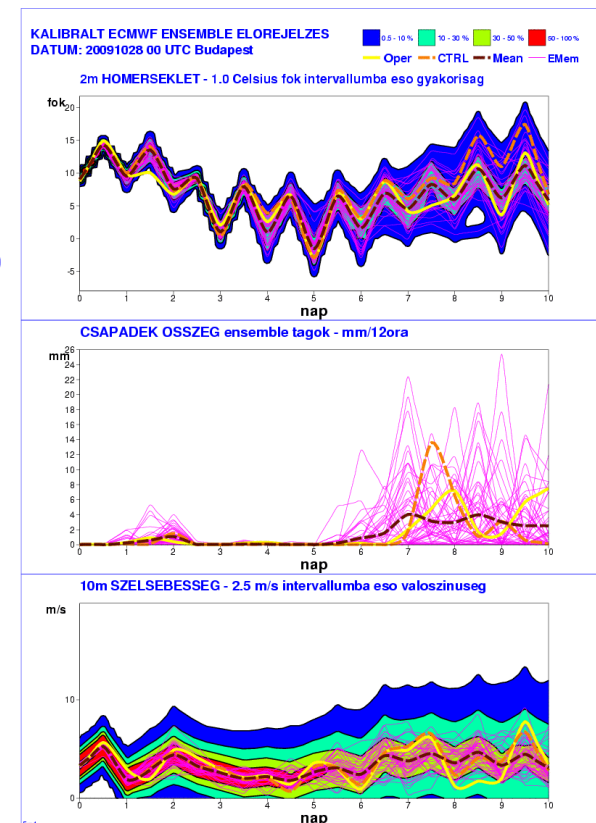 KALIBRALT ECMWF ENSEMBLE ELOREJELZES
DATUM: 20091028 00 UTC Budapest
0.5 - 10 % 10 - 30 % 30 - 50 % 50 - 100 %
Oper CTRL Mean EMem
2m HOMERSEKLET - 1.0 Celsius fok intervallumba eso gyakorisag
fok
20
15
10
5
0
-5
0 1 2 3 4 5 6 7 8 9 10
nap
CSAPADEK OSSZEG ensemble tagok - mm/12ora
mm
26
24
22
20
18
16
14
12
10
8
6
4
2
0
0 1 2 3 4 5 6 7 8 9 10
nap
10m SZELSEBESSEG - 2.5 m/s intervallumba eso valoszinuseg
m/s
10
0
0 1 2 3 4 5 6 7 8 9 10
nap